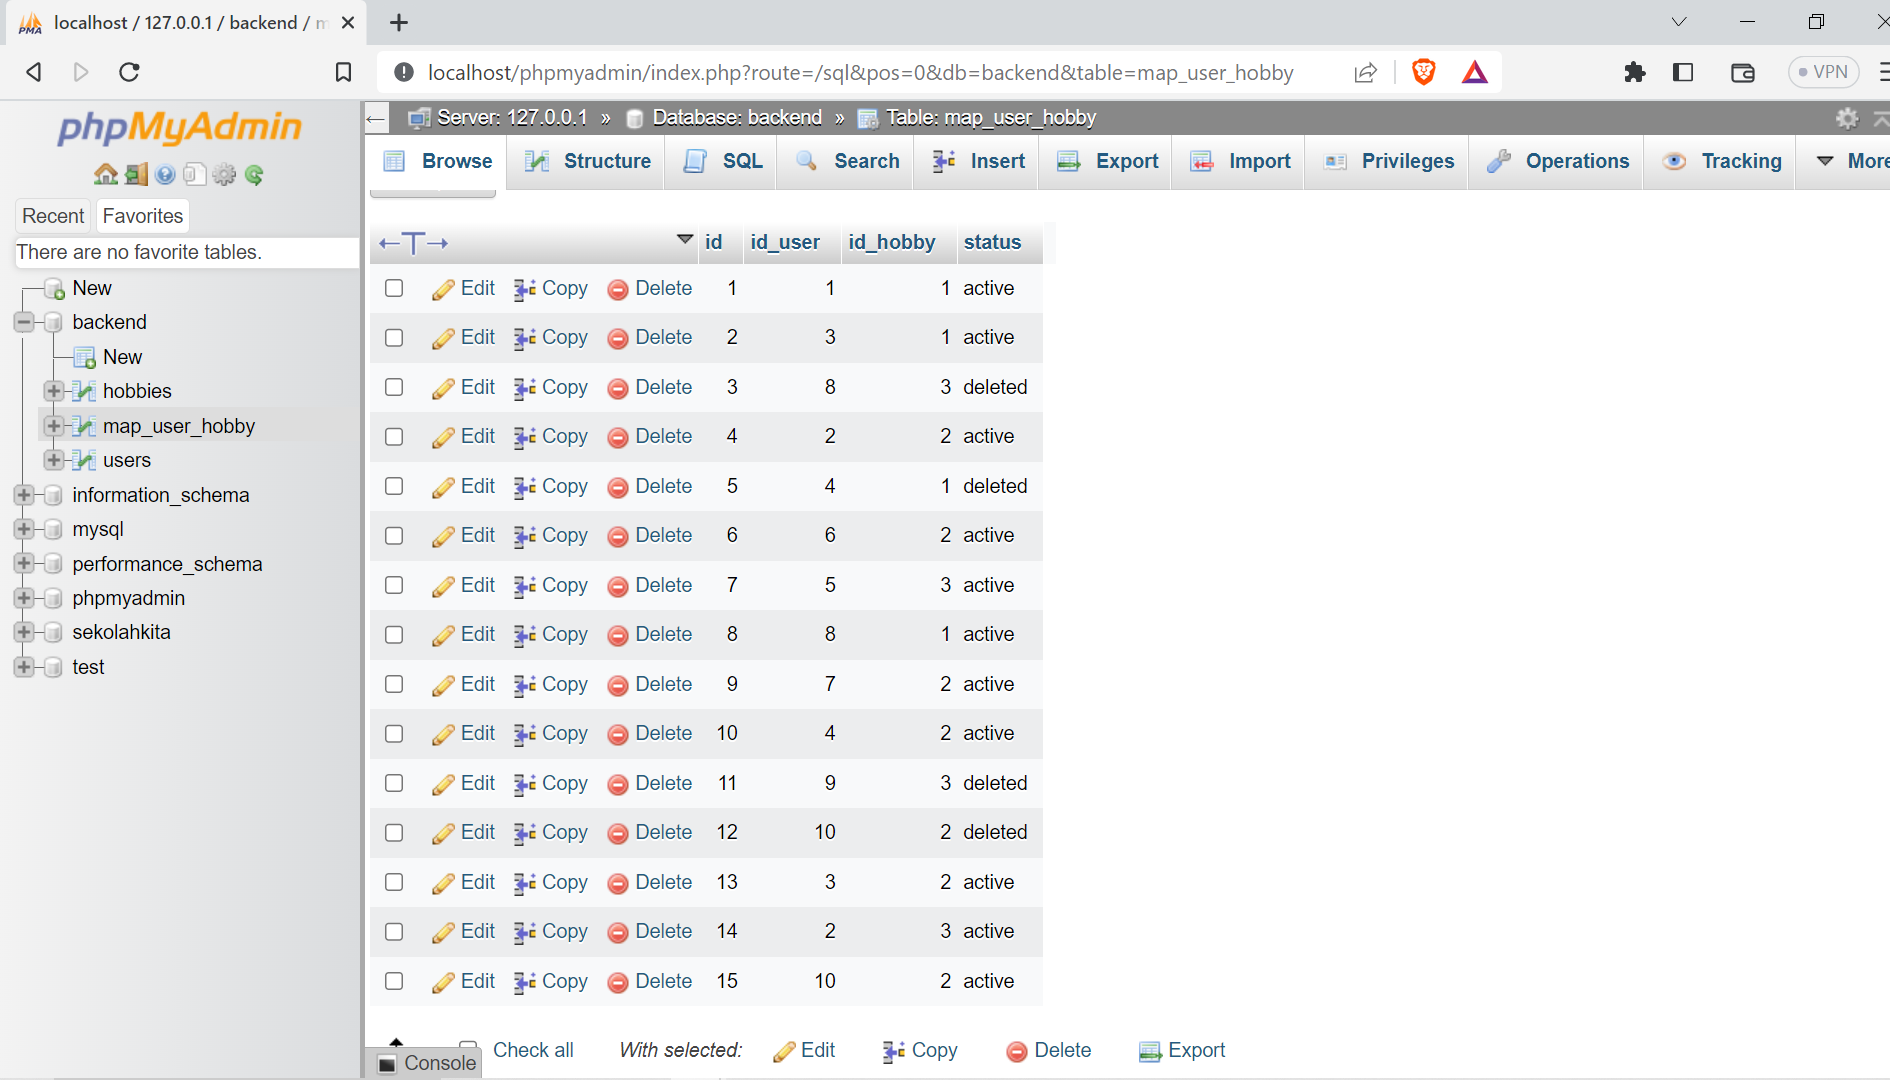 localhost / 127.0.0.1 / backend / m
localhost/phpmyadmin/index.php?route=/sql&pos=0&db=backend&table=map_user_hobby
VPN
phpMyAdmin
Recent Favorites
There are no favorite tables.
New
backend
New
hobbies
map_user_hobby
users
information_schema
mysql
performance_schema
phpmyadmin
sekolahkita
test
Server: 127.0.0.1 » Database: backend » Table: map_user_hobby
Browse Structure SQL Search Insert Export Import Privileges Operations Tracking More
←T→ id id_user id_hobby status
Edit Copy Delete 1 1 1 active
Edit Copy Delete 2 3 1 active
Edit Copy Delete 3 8 3 deleted
Edit Copy Delete 4 2 2 active
Edit Copy Delete 5 4 1 deleted
Edit Copy Delete 6 6 2 active
Edit Copy Delete 7 5 3 active
Edit Copy Delete 8 8 1 active
Edit Copy Delete 9 7 2 active
Edit Copy Delete 10 4 2 active
Edit Copy Delete 11 9 3 deleted
Edit Copy Delete 12 10 2 deleted
Edit Copy Delete 13 3 2 active
Edit Copy Delete 14 2 3 active
Edit Copy Delete 15 10 2 active
Check all With selected: Edit Copy Delete Export
Console